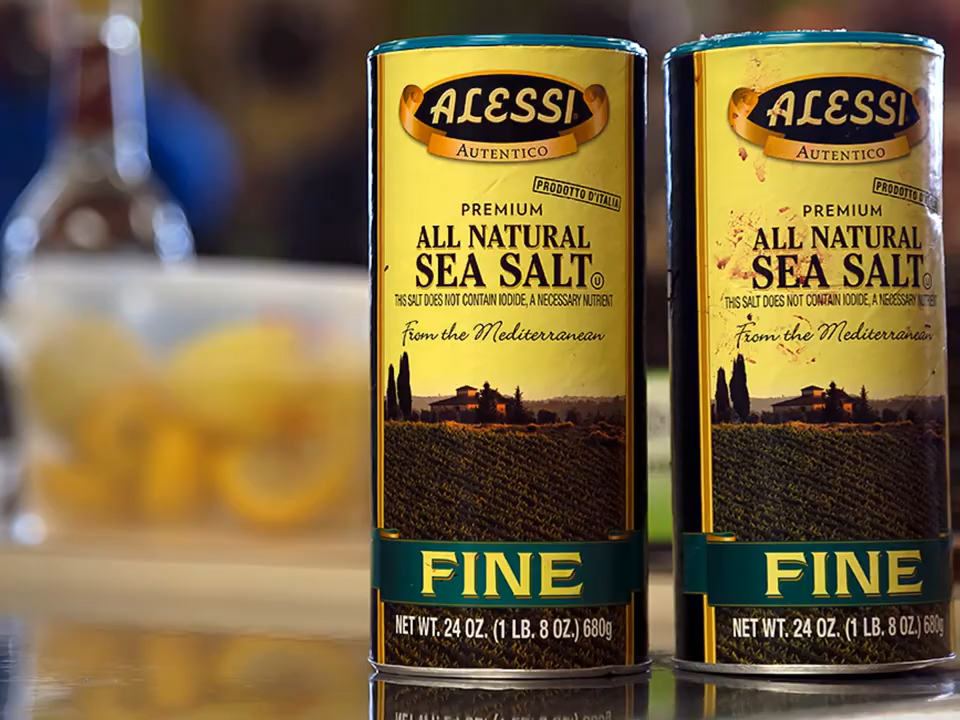 ALESSI
AUTENTICO
PRODOTTO D'ITALIA
PREMIUM
ALL NATURAL
SEA SALT
THIS SALT DOES NOT CONTAIN IODIDE, A NECESSARY NUTRIENT
From the Mediterranean
FINE
NET WT. 24 OZ. (1 LB. 8 OZ.) 680g
ALESSI
AUTENTICO
PRODOTTO D'ITALIA
PREMIUM
ALL NATURAL
SEA SALT
THIS SALT DOES NOT CONTAIN IODIDE, A NECESSARY NUTRIENT
From the Mediterranean
FINE
NET WT. 24 OZ. (1 LB. 8 OZ.) 680g